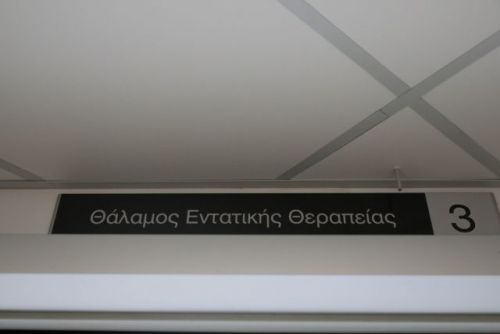 Θάλαμος Εντατικής Θεραπείας 3